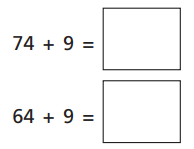 74 + 9 =
64 + 9 =